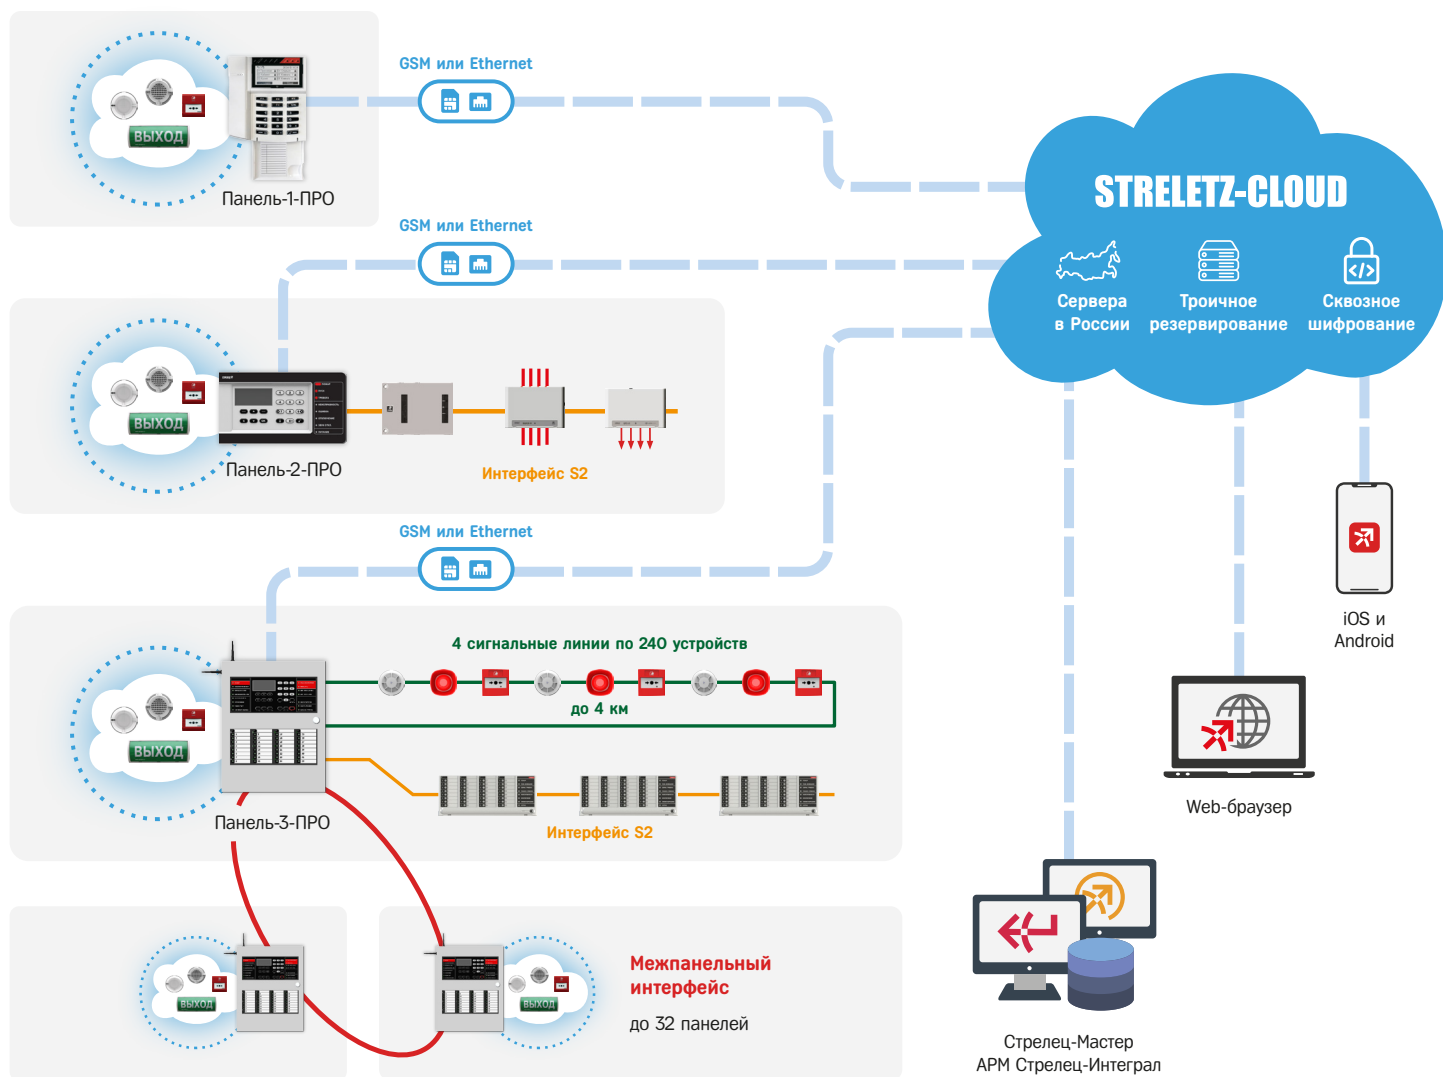 GSM или Ethernet
ВЫХОД
Панель-1-ПРО
GSM или Ethernet
ВЫХОД
Панель-2-ПРО
Интерфейс S2
GSM или Ethernet
4 сигнальные линии по 240 устройств
до 4 км
ВЫХОД
Панель-3-ПРО
Интерфейс S2
ВЫХОД
ВЫХОД
Межпанельный
интерфейс
до 32 панелей
STRELETZ-CLOUD
Сервера
в России
Троичное
резервирование
</>
Сквозное
шифрование
iOS и
Android
Web-браузер
Стрелец-Мастер
АРМ Стрелец-Интеграл